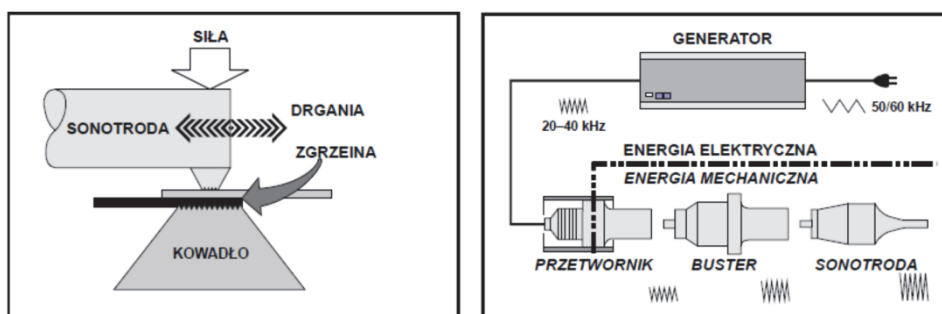 SIŁA
SONOTRODA
DRGANIA
ZGRZEINA
KOWADŁO
GENERATOR
20–40 kHz
50/60 kHz
ENERGIA ELEKTRYCZNA
ENERGIA MECHANICZNA
PRZETWORNIK
BUSTER
SONOTRODA